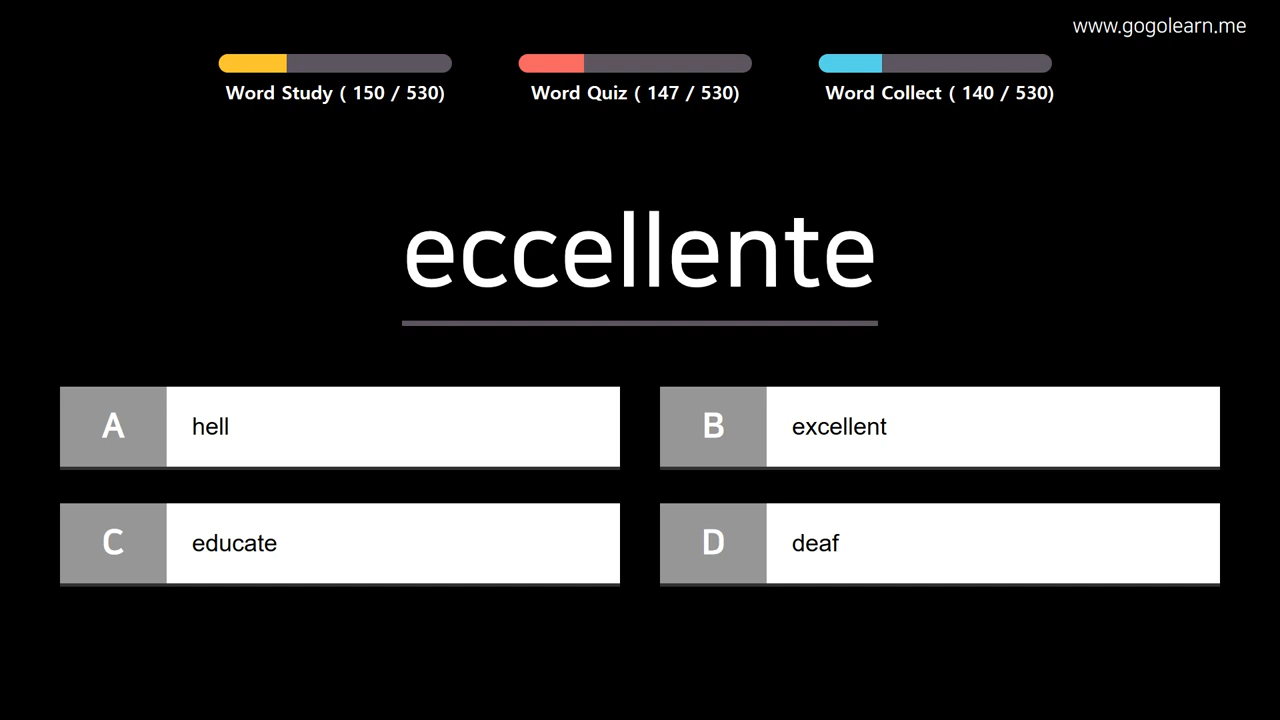 www.gogolearn.me
Word Study ( 150 / 530)
Word Quiz ( 147 / 530)
Word Collect ( 140 / 530)
eccellente
A hell
B excellent
C educate
D deaf